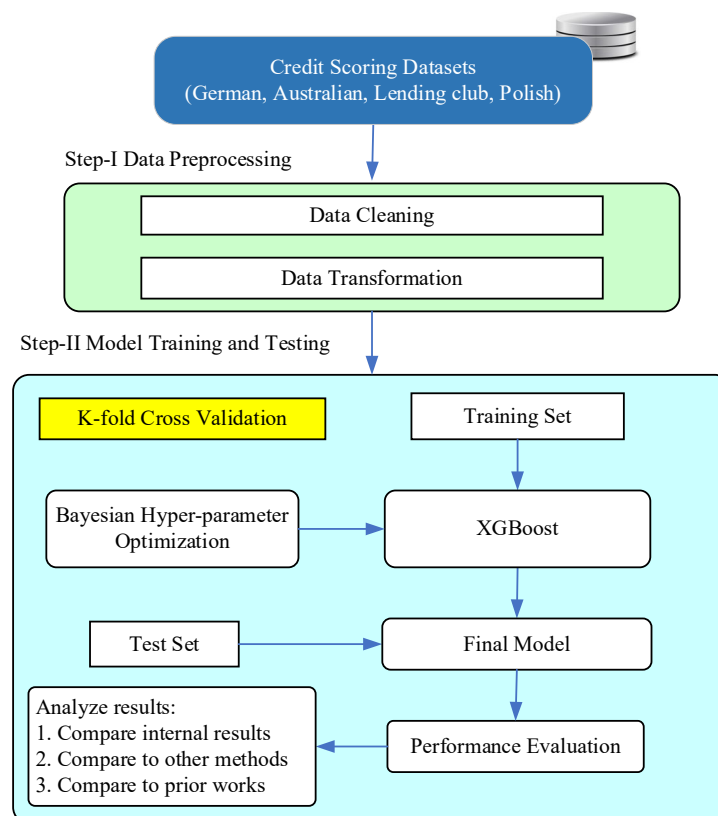 Credit Scoring Datasets
(German, Australian, Lending club, Polish)
Step-I Data Preprocessing
Data Cleaning
Data Transformation
Step-II Model Training and Testing
K-fold Cross Validation
Training Set
Bayesian Hyper-parameter
Optimization
XGBoost
Test Set
Final Model
Analyze results:
1. Compare internal results
2. Compare to other methods
3. Compare to prior works
Performance Evaluation